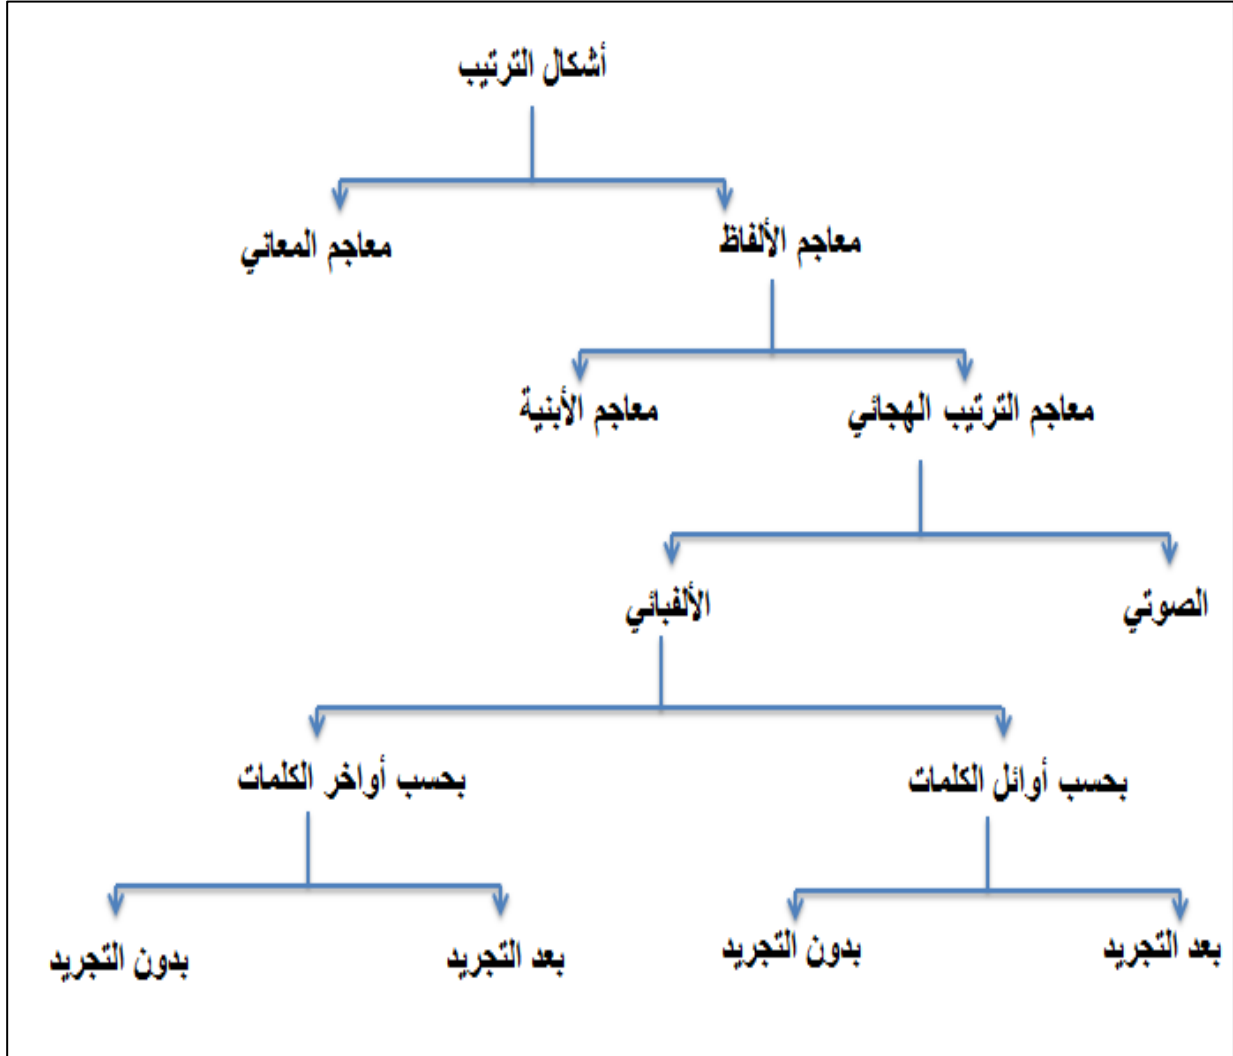 أشكال الترتيب
معاجم الألفاظ
معاجم المعاني
معاجم الترتيب الهجائي
معاجم الأبنية
الصوتي
الألفبائي
بحسب أوائل الكلمات
بحسب أواخر الكلمات
بعد التجريد
بدون التجريد
بعد التجريد
بدون التجريد